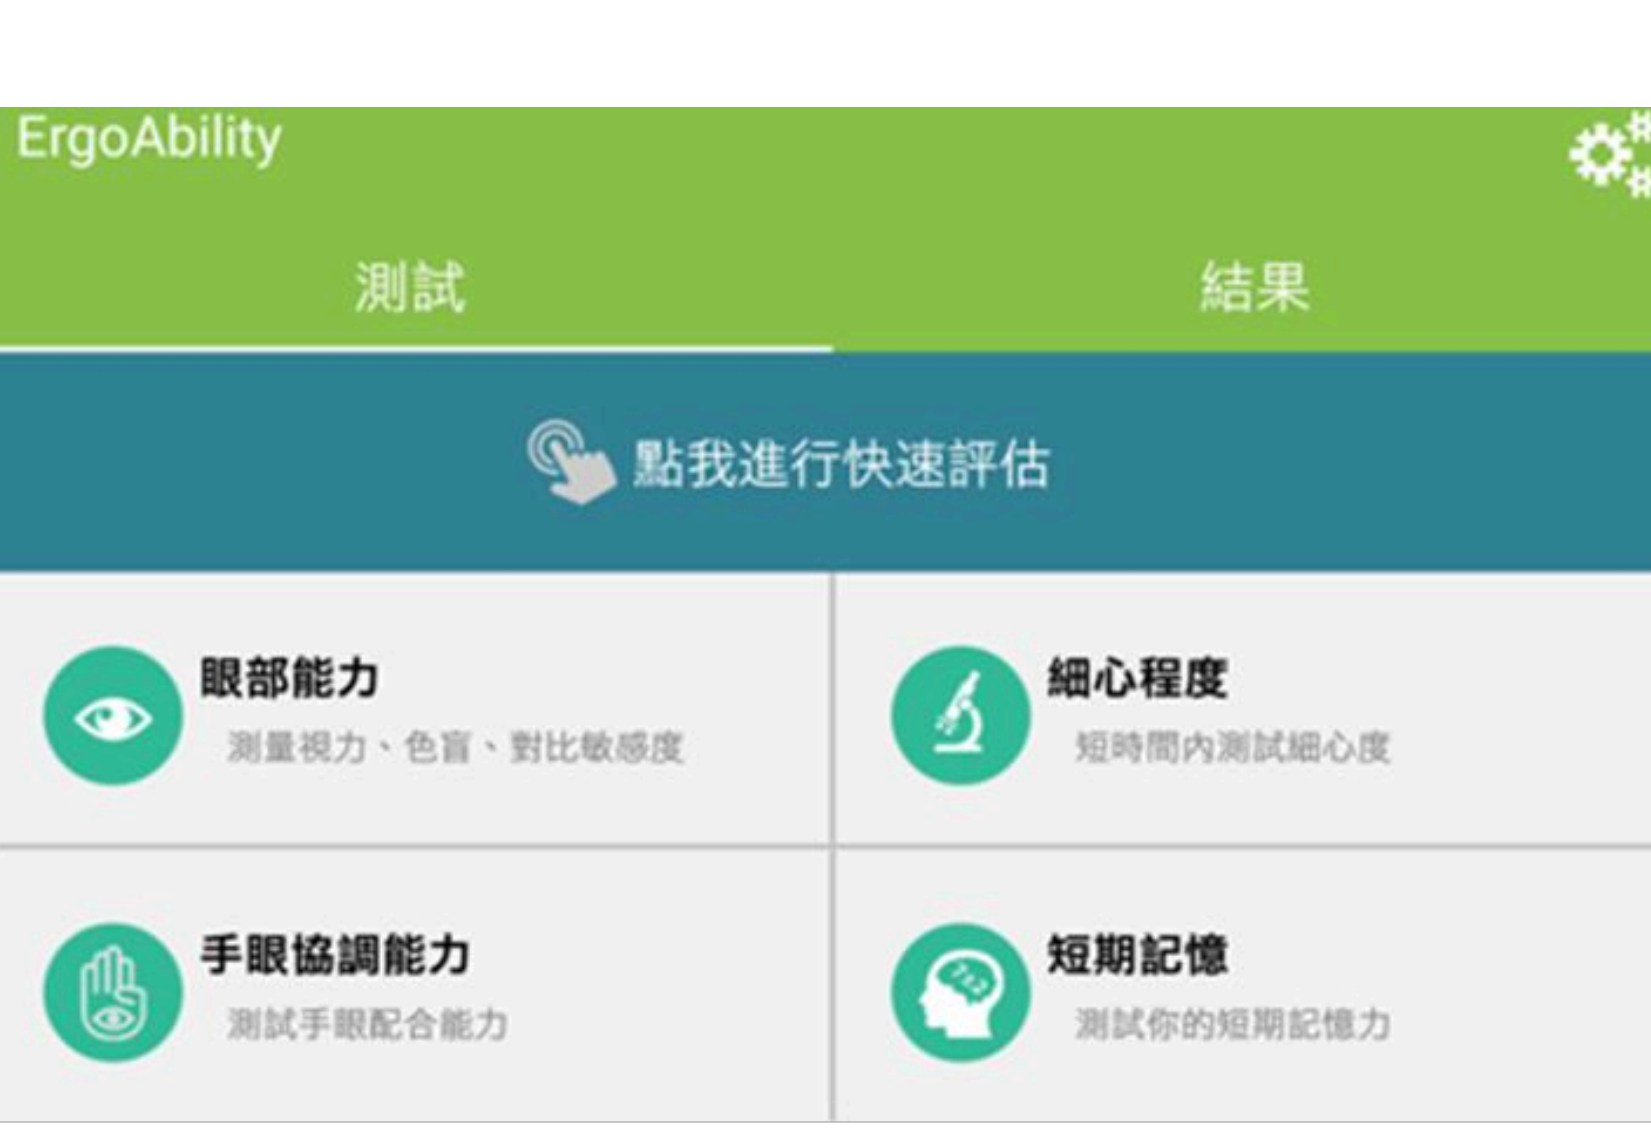 ErgoAbility
測試
結果
點我進行快速評估
眼部能力
測量視力、色盲、對比敏感度
細心程度
短時間內測試細心度
手眼協調能力
測試手眼配合能力
短期記憶
測試你的短期記憶力